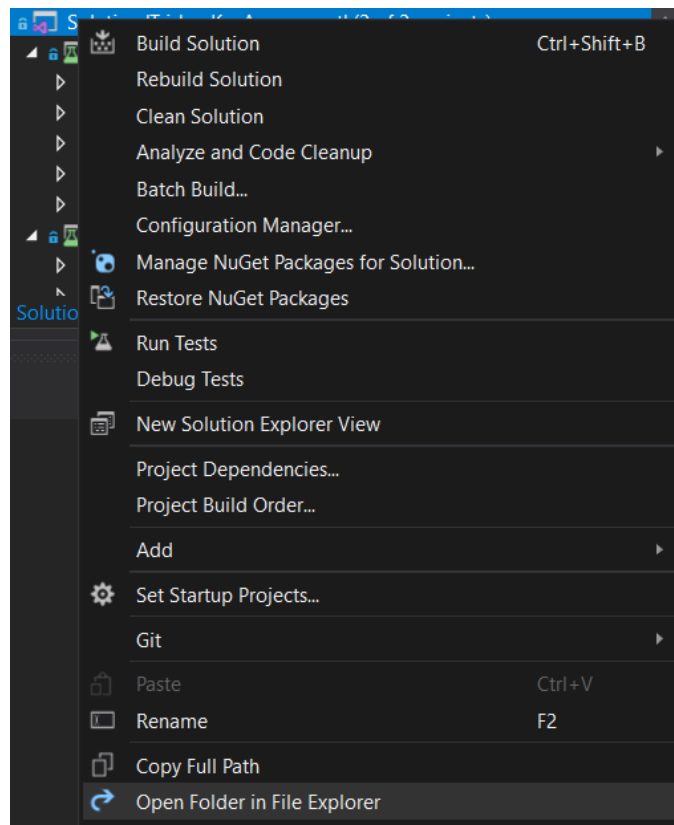 Build Solution Ctrl+Shift+B
Rebuild Solution
Clean Solution
Analyze and Code Cleanup
Batch Build...
Configuration Manager...
Manage NuGet Packages for Solution...
Restore NuGet Packages
Solutio
Run Tests
Debug Tests
New Solution Explorer View
Project Dependencies...
Project Build Order...
Add
Set Startup Projects...
Git
Paste Ctrl+V
Rename F2
Copy Full Path
Open Folder in File Explorer